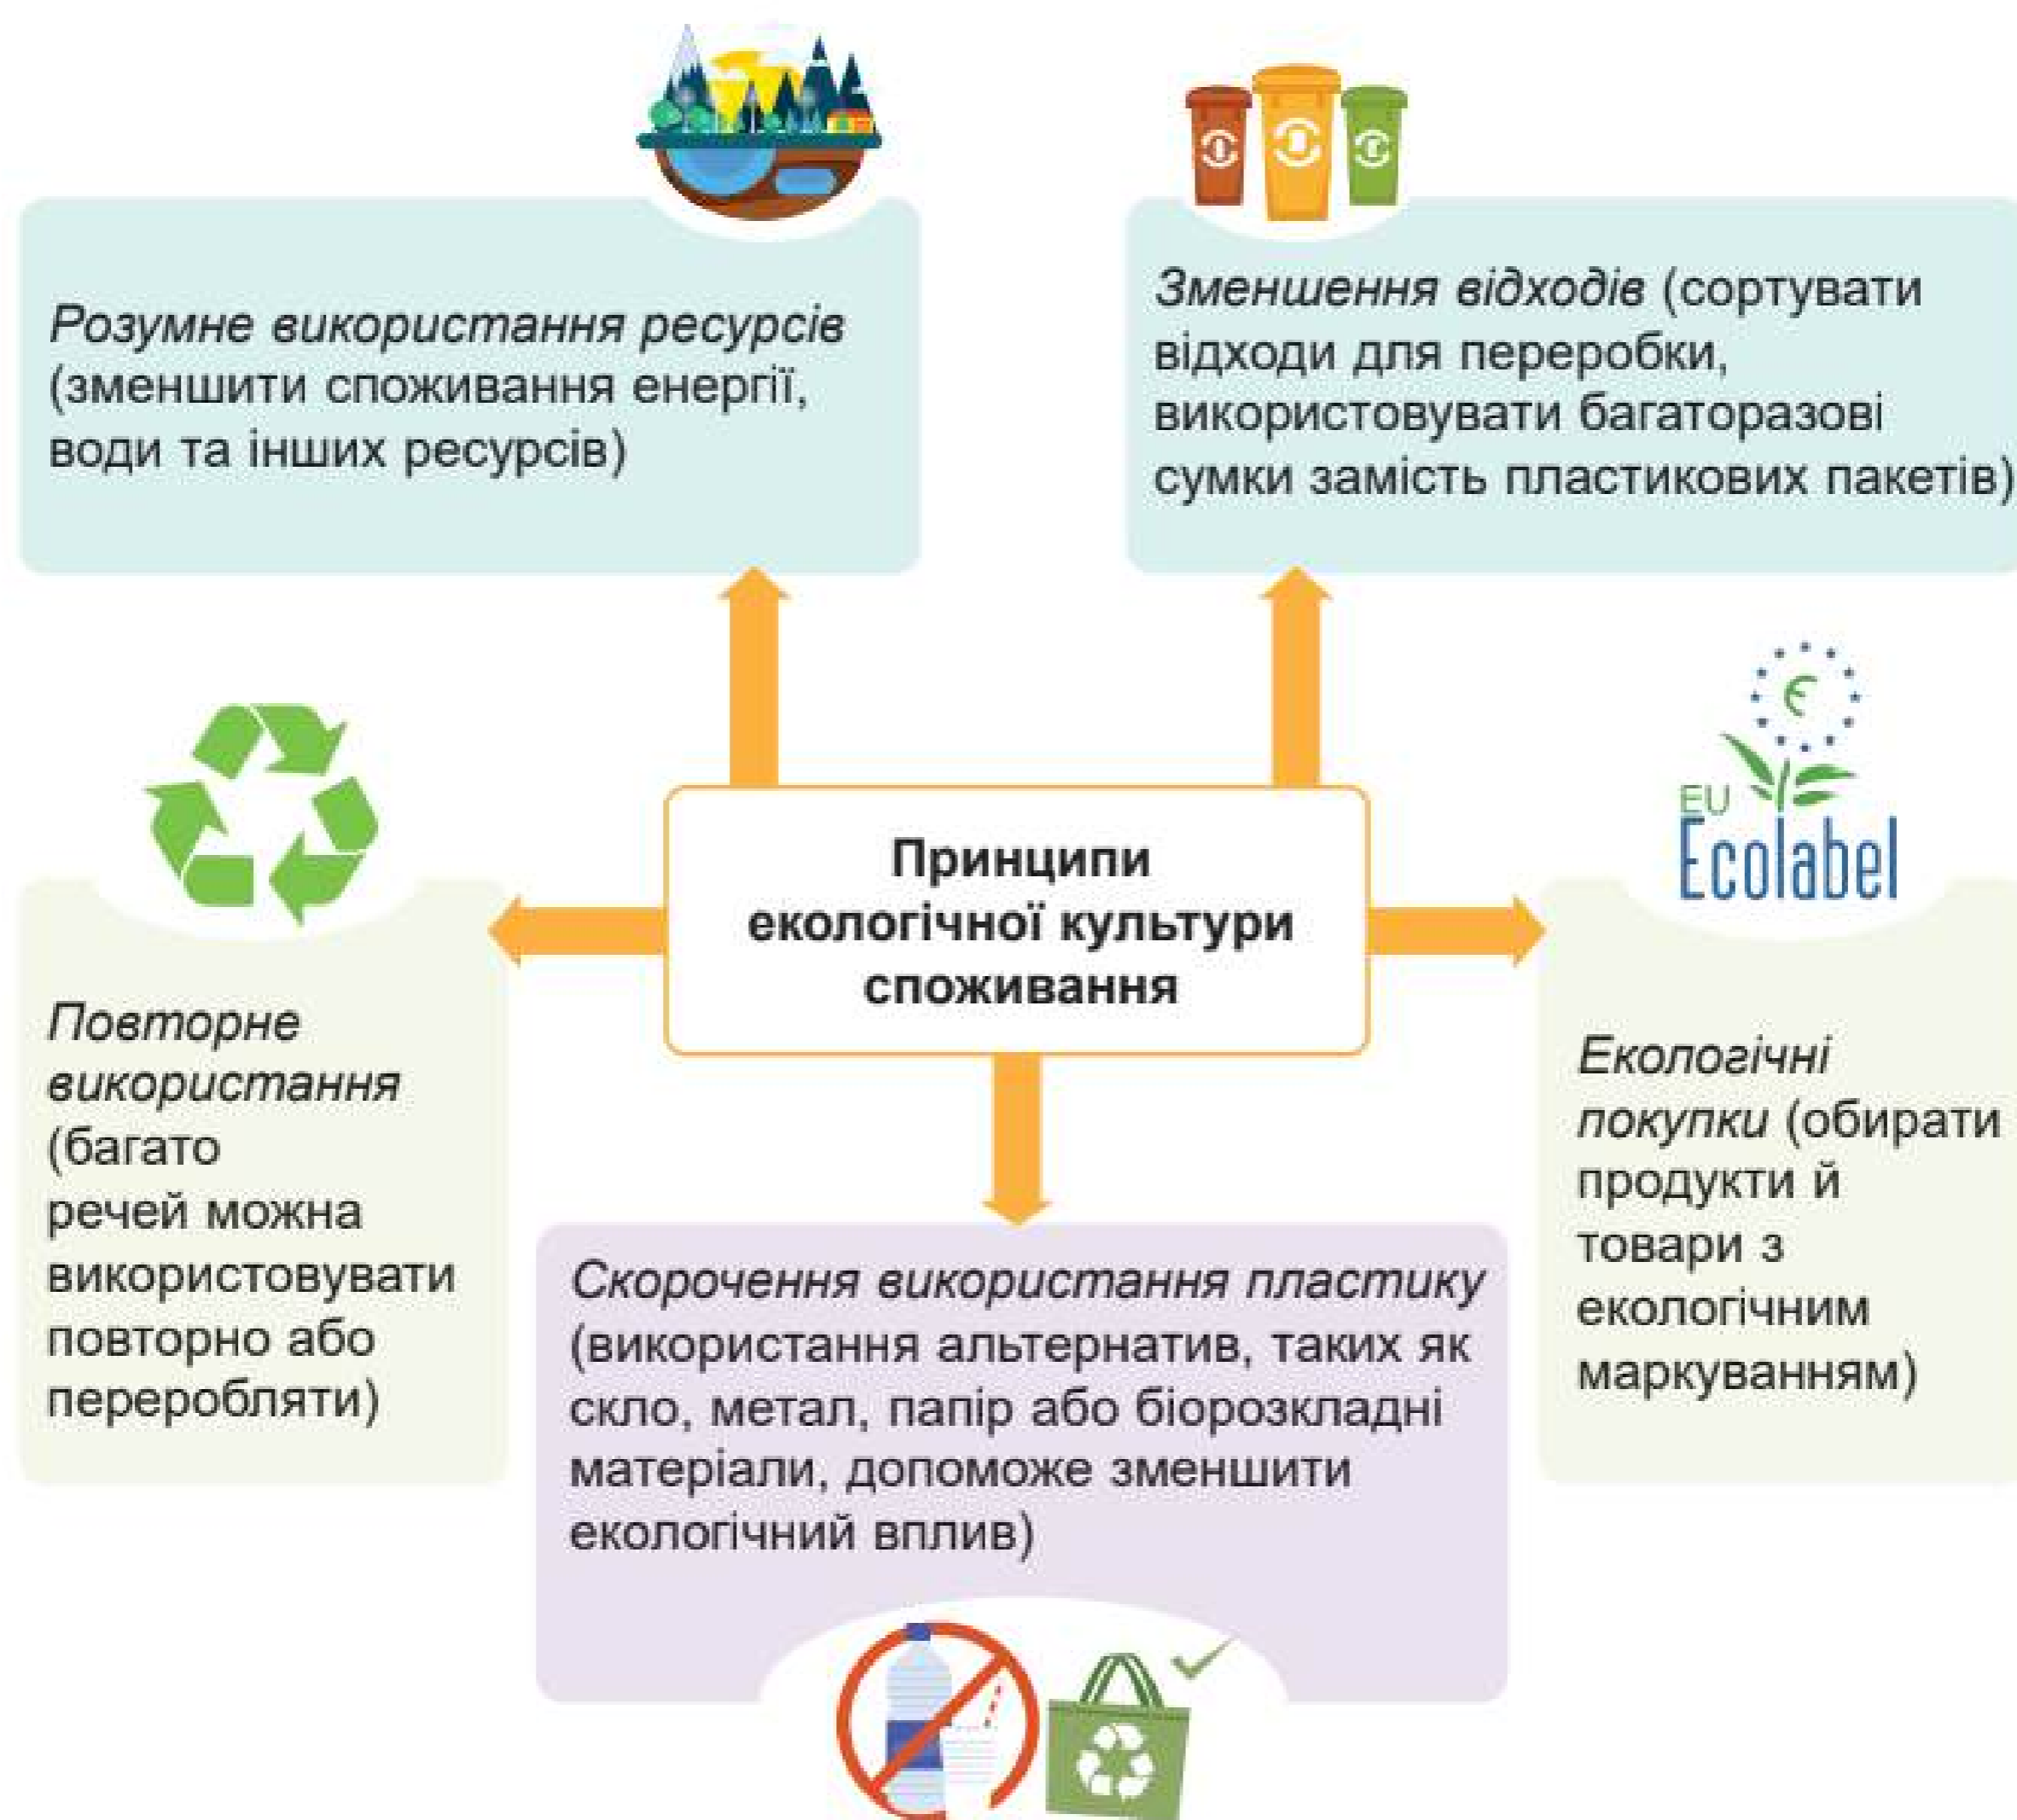 Розумне використання ресурсів
(зменшити споживання енергії,
води та інших ресурсів)
Зменшення відходів (сортувати
відходи для переробки,
використовувати багаторазові
сумки замість пластикових пакетів)
Принципи
екологічної культури
споживання
Повторне
використання
(багато
речей можна
використовувати
повторно або
переробляти)
EU
Ecolabel
Екологічні
покупки (обирати
продукти й
товари з
екологічним
маркуванням)
Скорочення використання пластику
(використання альтернатив, таких як
скло, метал, папір або біорозкладні
матеріали, допоможе зменшити
екологічний вплив)